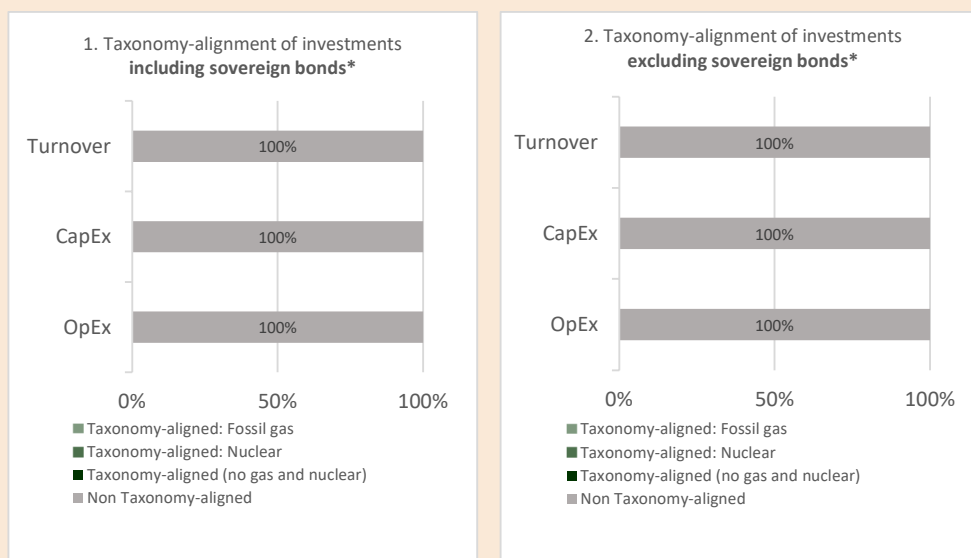 1. Taxonomy-alignment of investments
including sovereign bonds*
Turnover
100%
CapEx
100%
OpEx
100%
0%
50%
100%
Taxonomy-aligned: Fossil gas
Taxonomy-aligned: Nuclear
Taxonomy-aligned (no gas and nuclear)
Non Taxonomy-aligned
2. Taxonomy-alignment of investments
excluding sovereign bonds*
Turnover
100%
CapEx
100%
OpEx
100%
0%
50%
100%
Taxonomy-aligned: Fossil gas
Taxonomy-aligned: Nuclear
Taxonomy-aligned (no gas and nuclear)
Non Taxonomy-aligned